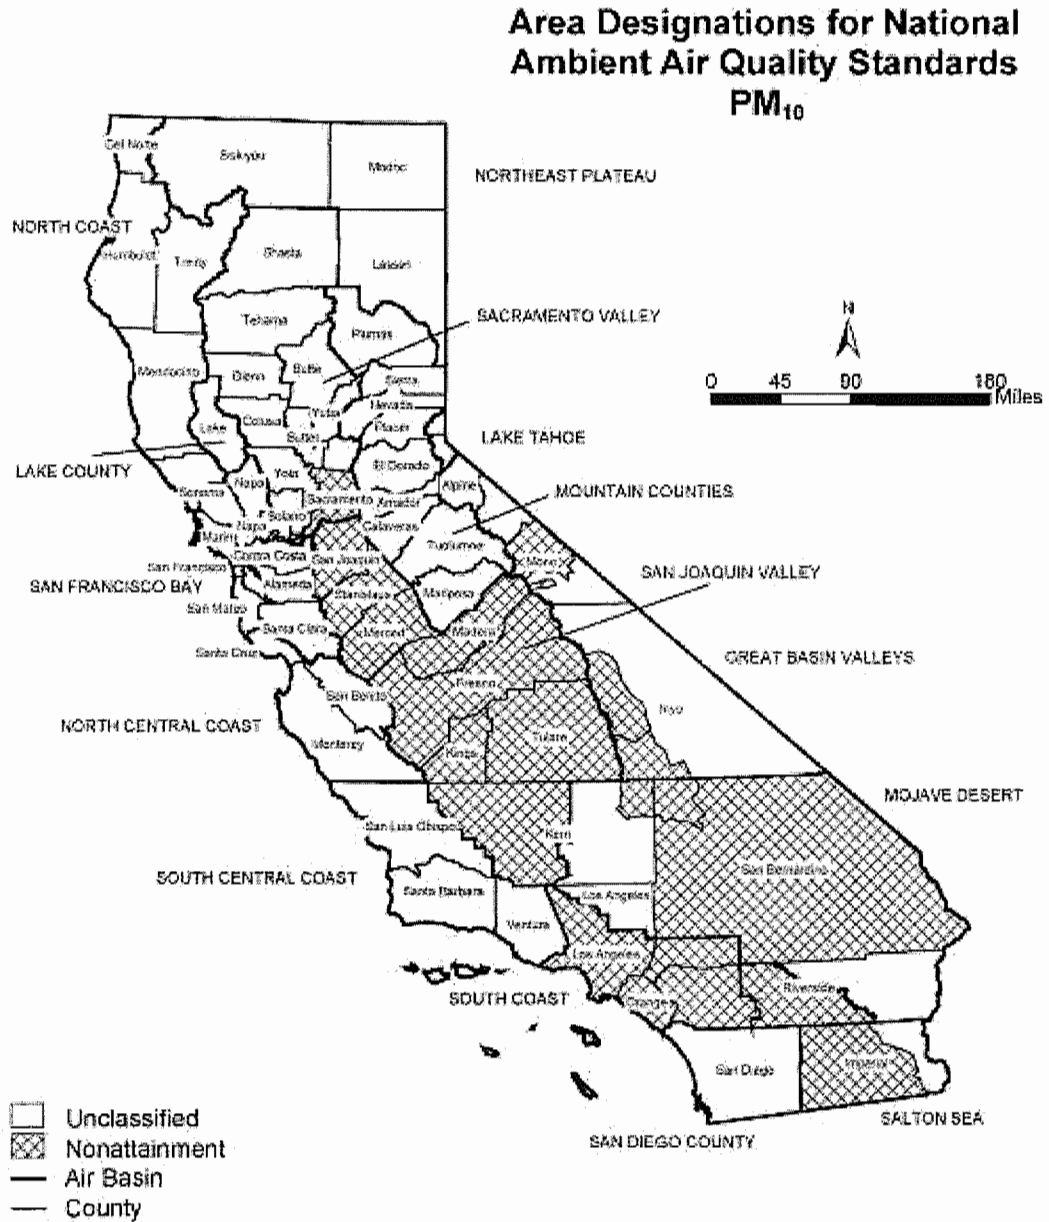 Area Designations for National
Ambient Air Quality Standards
PM10
Del Norte
Siskiyou
Modoc
NORTHEAST PLATEAU
NORTH COAST
Humboldt
Trinity
Shasta
Lassen
Tehama
Plumas
SACRAMENTO VALLEY
N
Mendocino
Glenn
Butte
Sierra
0 45 90 180
Miles
Nevada
Yuba
Colusa
Placer
Lake
Sutter
LAKE TAHOE
LAKE COUNTY
El Dorado
Yolo
Napa
Alpine
Sonoma
Sacramento
Amador
MOUNTAIN COUNTIES
Solano
Napa
Calaveras
Marin
Tuolumne
Contra Costa
San Joaquin
Mono
San Francisco
SAN FRANCISCO BAY
SAN JOAQUIN VALLEY
Alameda
Stanislaus
Mariposa
San Mateo
Santa Clara
Merced
Madera
Santa Cruz
GREAT BASIN VALLEYS
Fresno
San Benito
Inyo
NORTH CENTRAL COAST
Monterey
Kings
Tulare
MOJAVE DESERT
San Luis Obispo
Kern
San Bernardino
SOUTH CENTRAL COAST
Santa Barbara
Los Angeles
Ventura
Los Angeles
SOUTH COAST
Orange
Riverside
San Diego
Imperial
SALTON SEA
SAN DIEGO COUNTY
Unclassified
Nonattainment
Air Basin
County